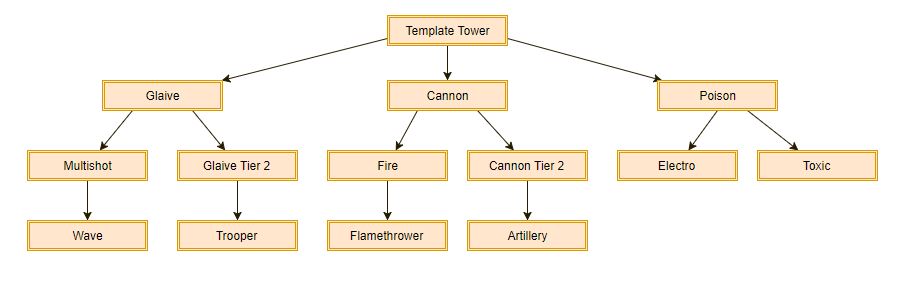 Template Tower
Glaive
Cannon
Poison
Multishot
Glaive Tier 2
Fire
Cannon Tier 2
Electro
Toxic
Wave
Trooper
Flamethrower
Artillery